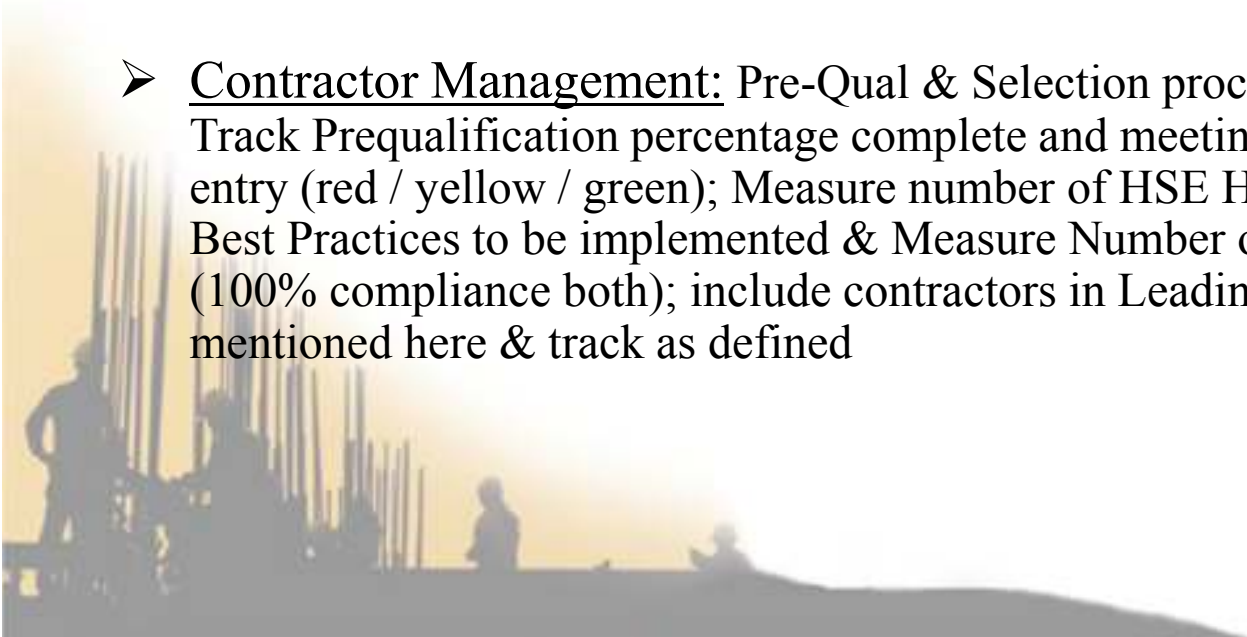 ➢ Contractor Management: Pre-Qual & Selection proc
Track Prequalification percentage complete and meetin
entry (red / yellow / green); Measure number of HSE H
Best Practices to be implemented & Measure Number o
(100% compliance both); include contractors in Leadin
mentioned here & track as defined